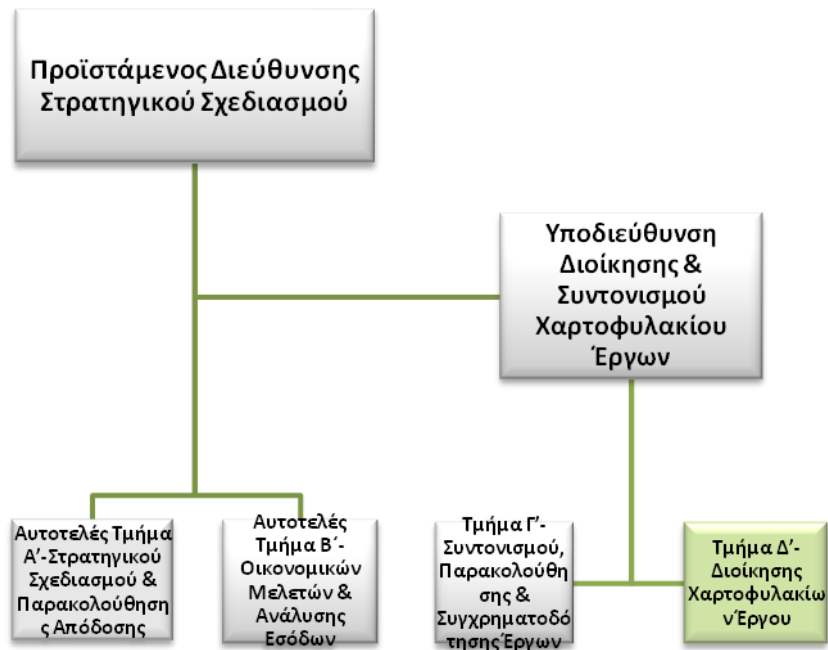 Προϊστάμενος Διεύθυνσης
Στρατηγικού Σχεδιασμού
Υποδιεύθυνση
Διοίκησης &
Συντονισμού
Χαρτοφυλακίου
Έργων
Αυτοτελές Τμήμα
Α’-Στρατηγικού
Σχεδιασμού &
Παρακολούθηση
ς Απόδοσης
Αυτοτελές
Τμήμα Β΄-
Οικονομικών
Μελετών &
Ανάλυσης
Εσόδων
Τμήμα Γ’-
Συντονισμού,
Παρακολούθη
σης &
Συγχρηματοδό
τησης Έργων
Τμήμα Δ’-
Διοίκησης
Χαρτοφυλακίω
ν Έργου